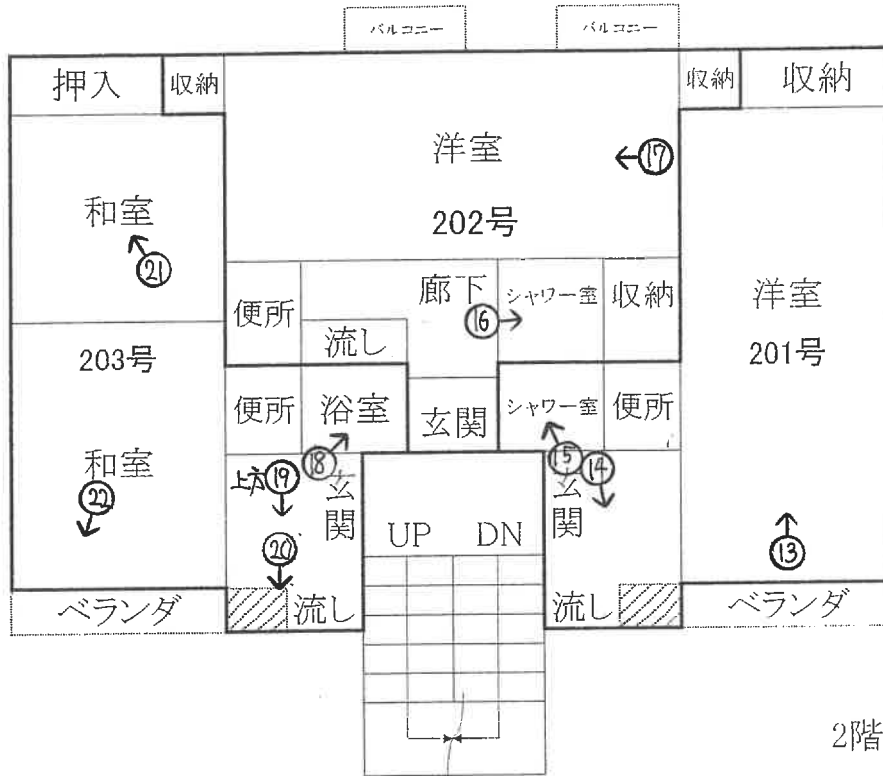 バルコニー バルコニー
押入 収納 収納 収納
洋室 ←⑰
202号
和室
㉑
廊下 シャワー室 収納
便所 ⑯→
流し
洋室
201号
203号
便所 浴室 玄関 シャワー室 便所
和室
⑱ ⑮ ⑭
上方 ⑲ 玄関 玄関
㉒
⑳ UP DN ⑬
ベランダ 流し 流し ベランダ
2階